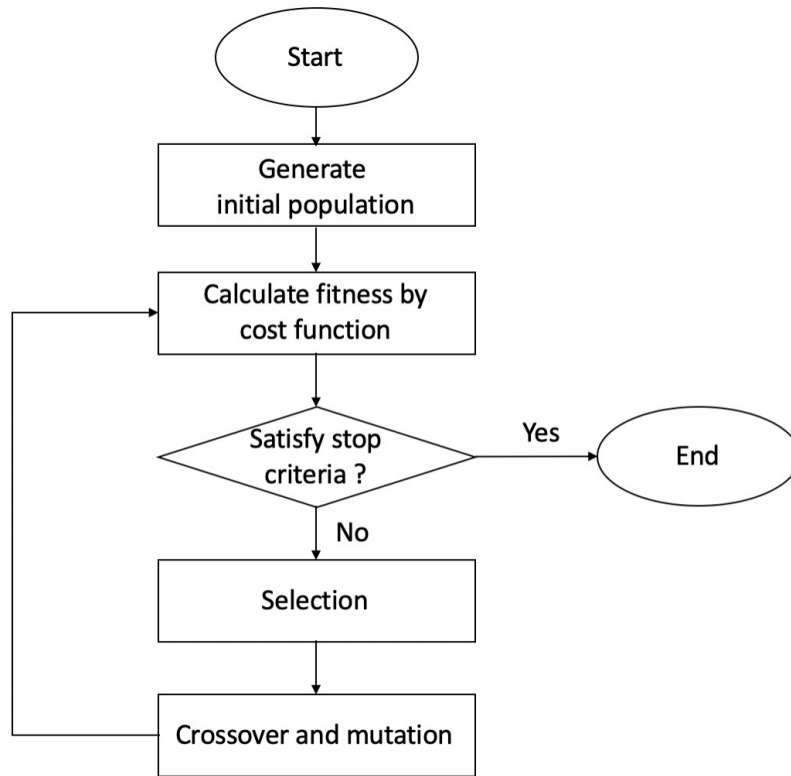 Start
Generate
initial population
Calculate fitness by
cost function
Satisfy stop
criteria ?
Yes
End
No
Selection
Crossover and mutation